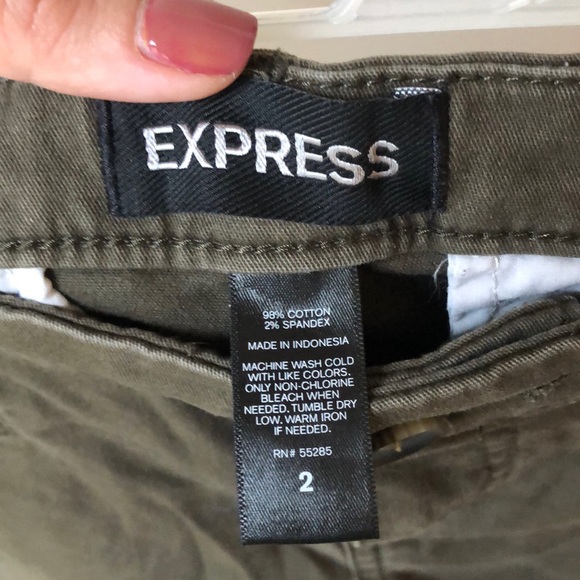 EXPRESS
98% COTTON
2% SPANDEX
MADE IN INDONESIA
MACHINE WASH COLD
WITH LIKE COLORS.
ONLY NON-CHLORINE
BLEACH WHEN
NEEDED. TUMBLE DRY
LOW. WARM IRON
IF NEEDED.
RN# 55285
2